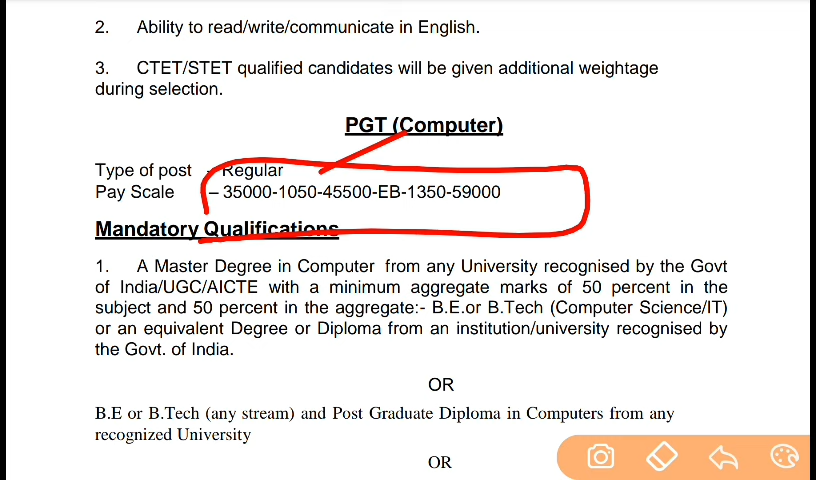 2. Ability to read/write/communicate in English.
3. CTET/STET qualified candidates will be given additional weightage
during selection.
PGT (Computer)
Type of post - Regular
Pay Scale – 35000-1050-45500-EB-1350-59000
Mandatory Qualifications
1. A Master Degree in Computer from any University recognised by the Govt
of India/UGC/AICTE with a minimum aggregate marks of 50 percent in the
subject and 50 percent in the aggregate:- B.E.or B.Tech (Computer Science/IT)
or an equivalent Degree or Diploma from an institution/university recognised by
the Govt. of India.
OR
B.E or B.Tech (any stream) and Post Graduate Diploma in Computers from any
recognized University
OR